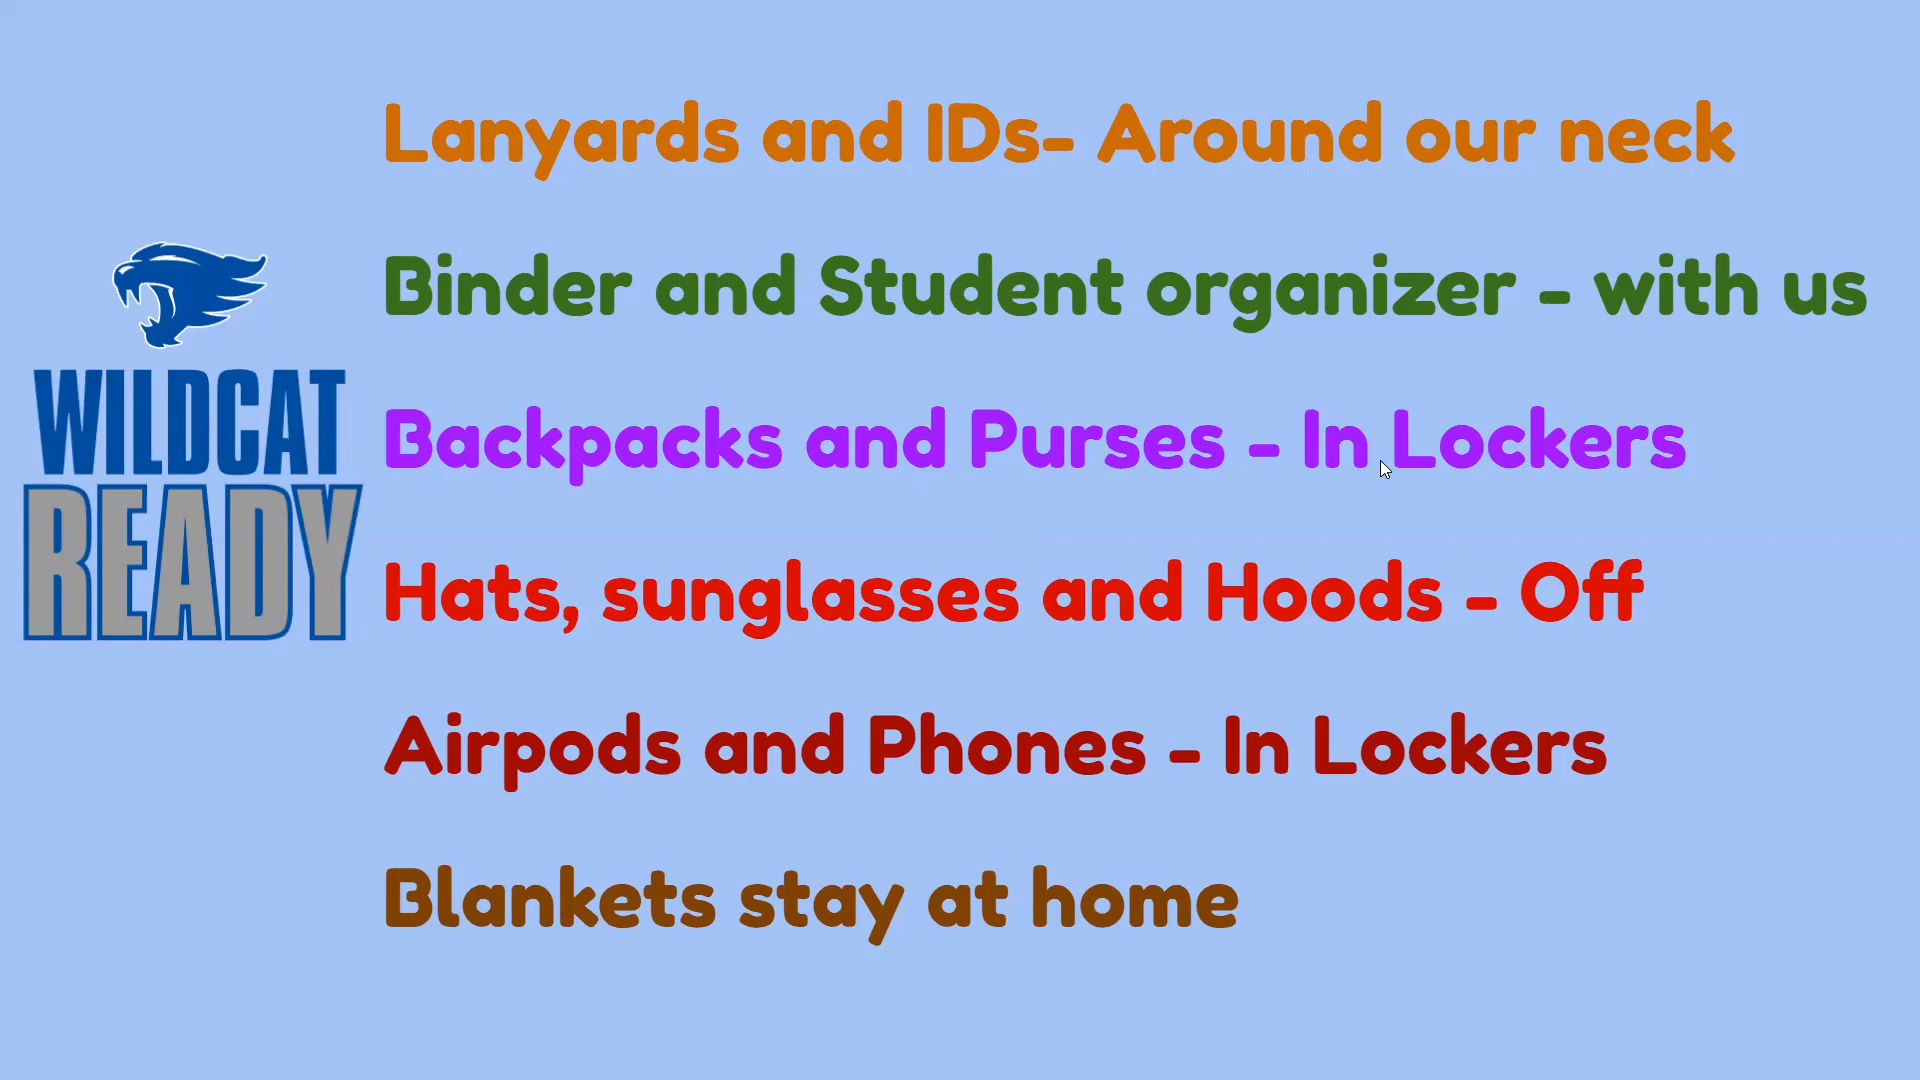 Lanyards and IDs- Around our neck
Binder and Student organizer - with us
WILDCAT
READY
Backpacks and Purses - In Lockers
Hats, sunglasses and Hoods - Off
Airpods and Phones - In Lockers
Blankets stay at home